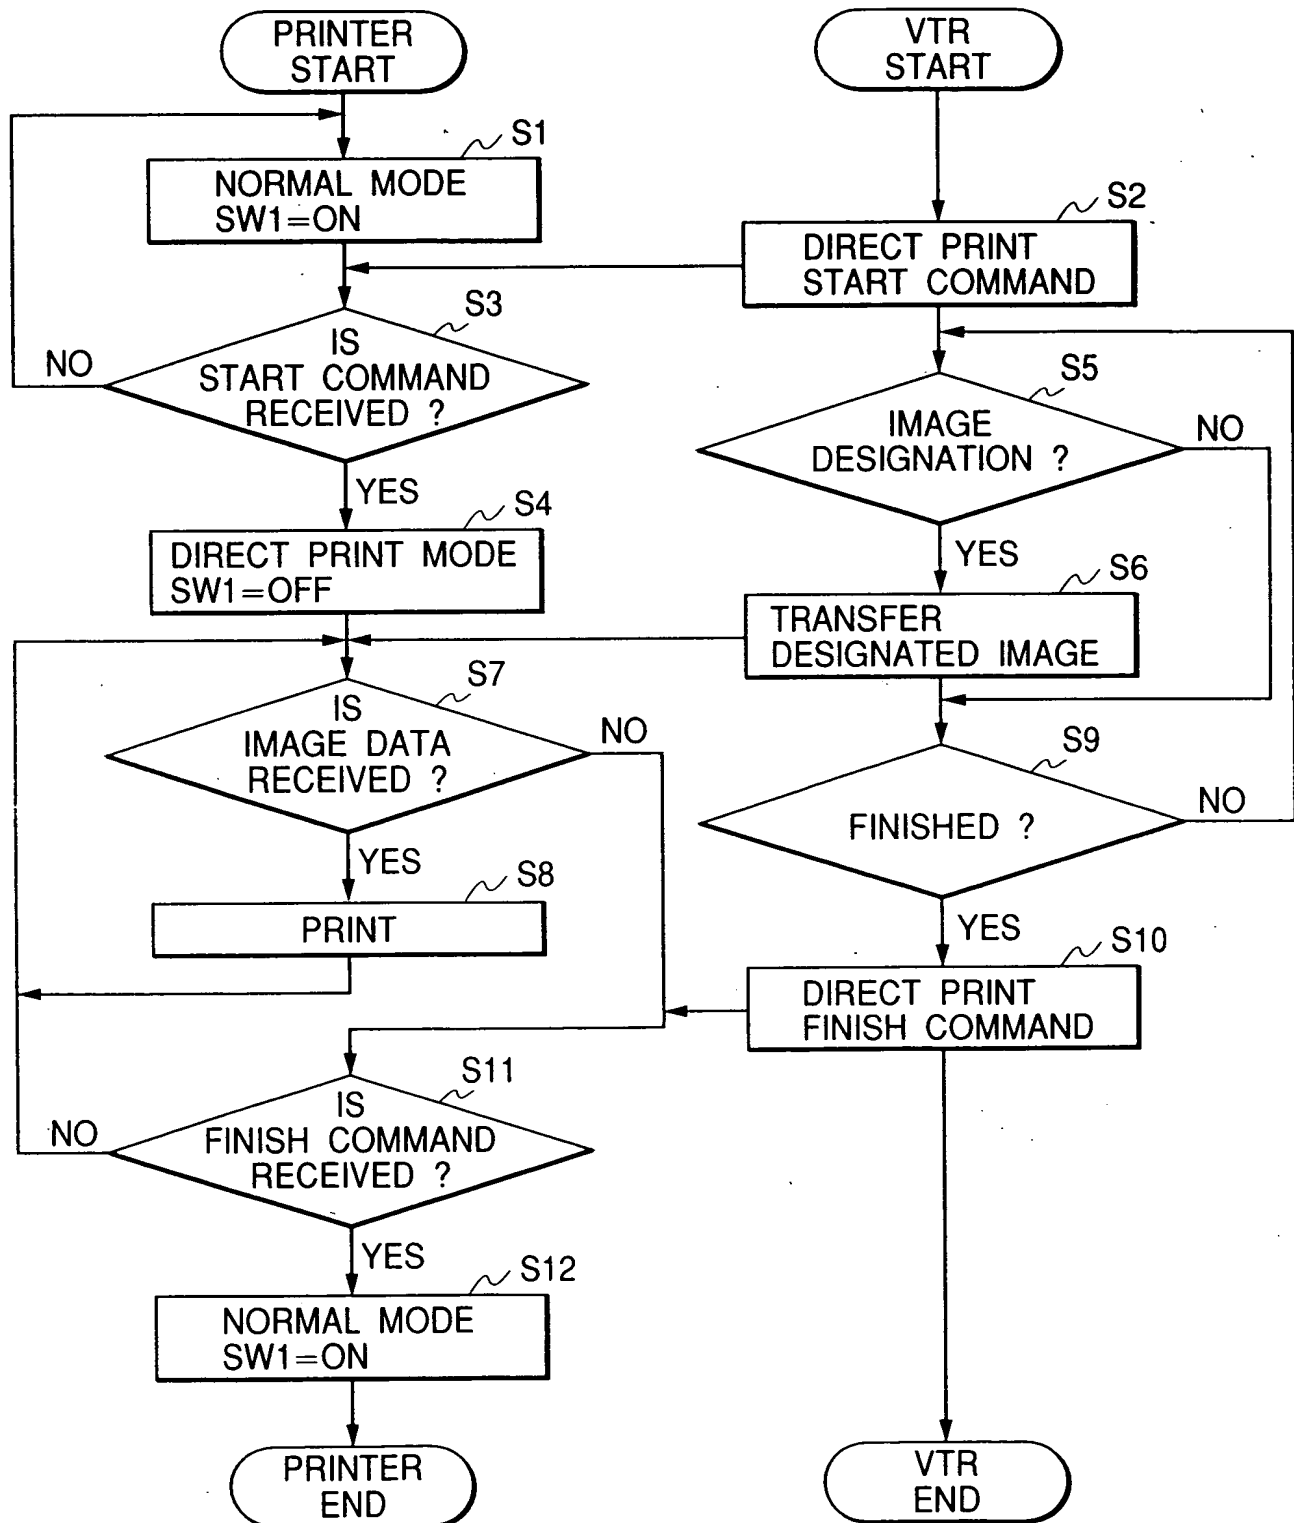 PRINTER
START
VTR
START
S1
NORMAL MODE
SW1=ON
S2
DIRECT PRINT
START COMMAND
S3
IS
START COMMAND
RECEIVED ?
NO
YES
S4
DIRECT PRINT MODE
SW1=OFF
S5
IMAGE
DESIGNATION ?
NO
YES
S6
TRANSFER
DESIGNATED IMAGE
S7
IS
IMAGE DATA
RECEIVED ?
NO
YES
S8
PRINT
S9
FINISHED ?
NO
YES
S10
DIRECT PRINT
FINISH COMMAND
S11
IS
FINISH COMMAND
RECEIVED ?
NO
YES
S12
NORMAL MODE
SW1=ON
PRINTER
END
VTR
END